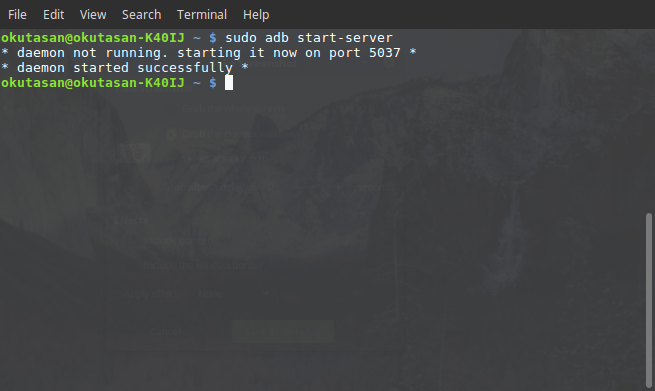 File Edit View Search Terminal Help
okutasan@okutasan-K40IJ ~ $ sudo adb start-server
* daemon not running. starting it now on port 5037 *
* daemon started successfully *
okutasan@okutasan-K40IJ ~ $